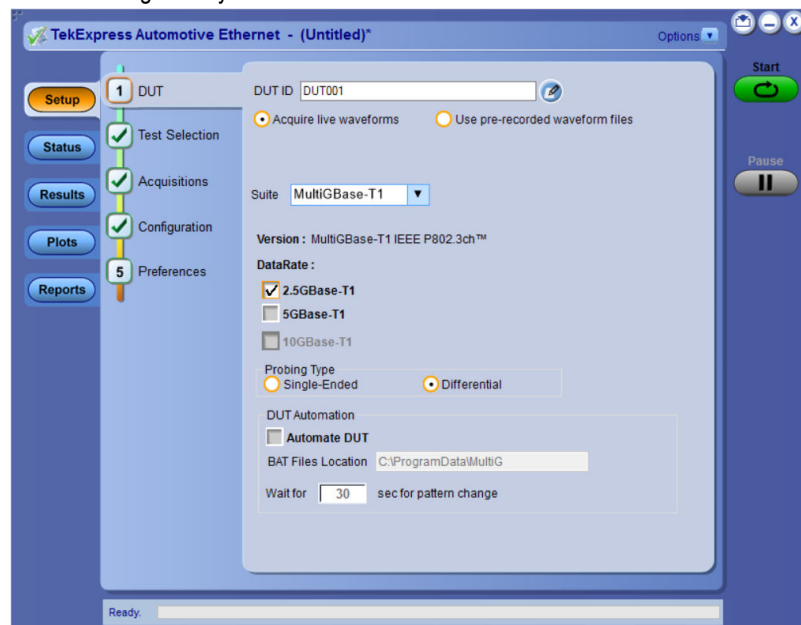 TekExpress Automotive Ethernet - (Untitled)*
Options
Start
Pause
Setup
Status
Results
Plots
Reports
1 DUT
Test Selection
Acquisitions
Configuration
5 Preferences
DUT ID DUT001
Acquire live waveforms Use pre-recorded waveform files
Suite MultiGBase-T1
Version : MultiGBase-T1 IEEE P802.3ch™
DataRate :
2.5GBase-T1
5GBase-T1
10GBase-T1
Probing Type
Single-Ended Differential
DUT Automation
Automate DUT
BAT Files Location C:\ProgramData\MultiG
Wait for 30 sec for pattern change
Ready.